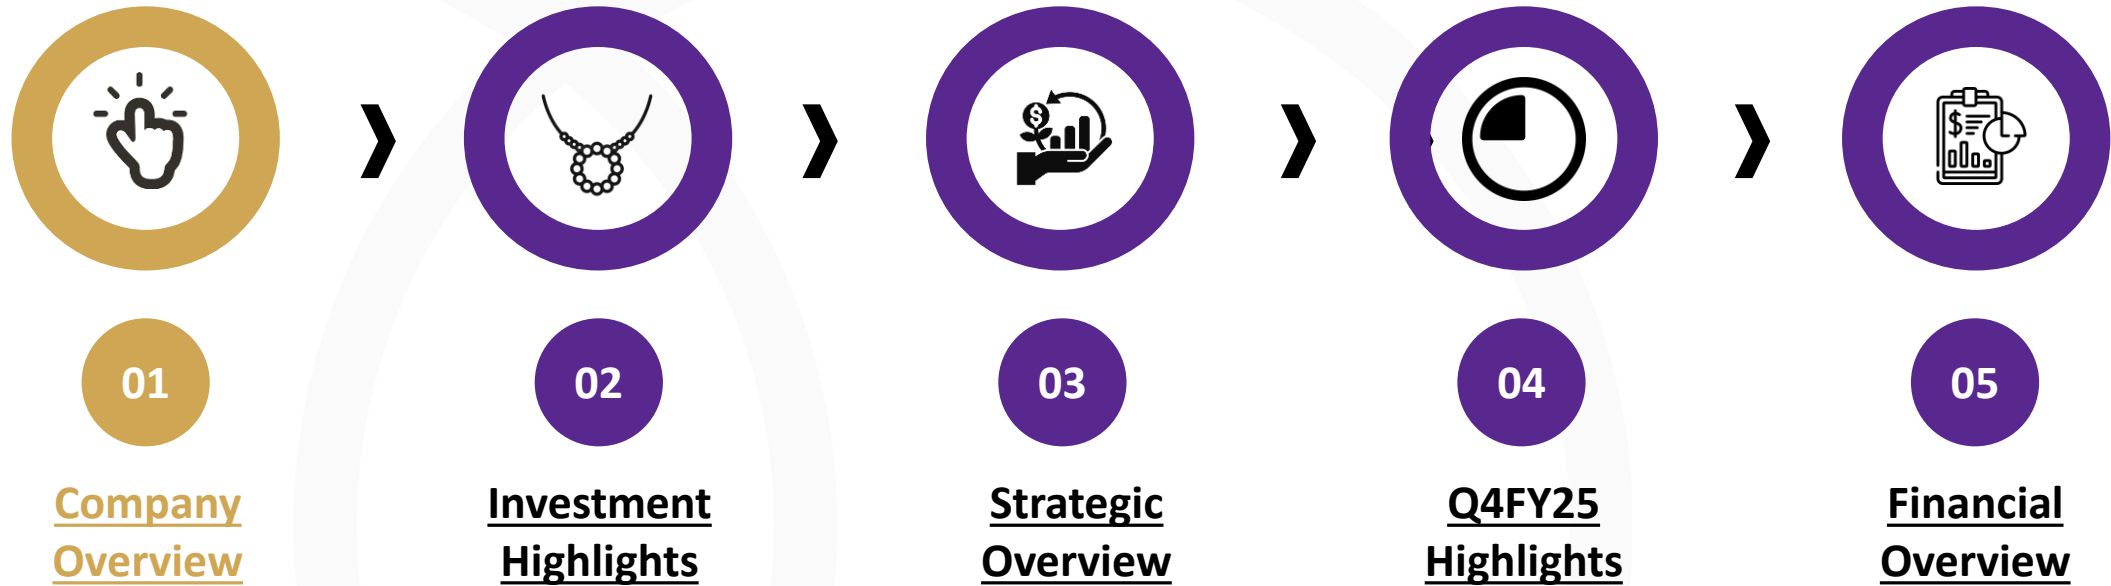 01
Company
Overview
02
Investment
Highlights
03
Strategic
Overview
04
Q4FY25
Highlights
05
Financial
Overview